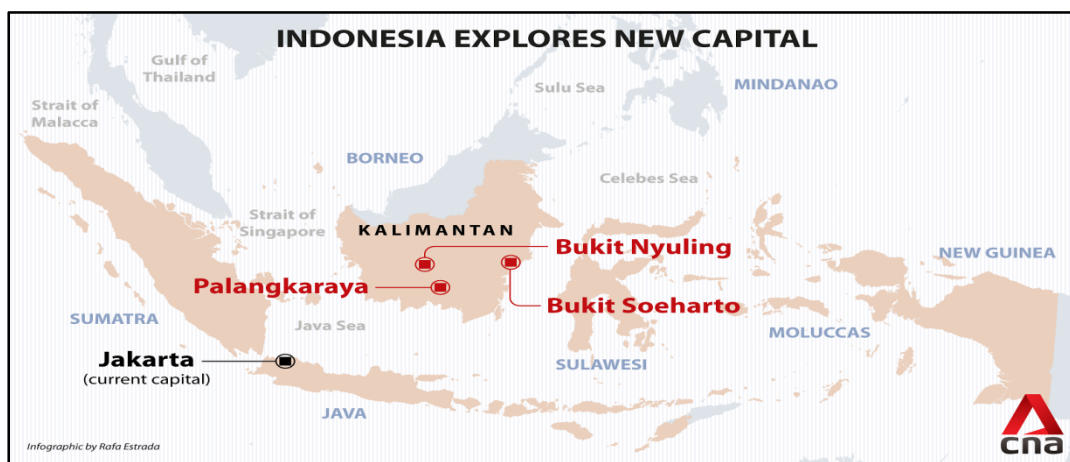 INDONESIA EXPLORES NEW CAPITAL
Gulf of
Thailand
Sulu Sea
MINDANAO
Strait of
Malacca
BORNEO
Celebes Sea
Strait of
Singapore
KALIMANTAN
Bukit Nyuling
NEW GUINEA
Palangkaraya
Bukit Soeharto
SUMATRA
Java Sea
MOLUCCAS
Jakarta
(current capital)
SULAWESI
JAVA
Infographic by Rafa Estrada
cna